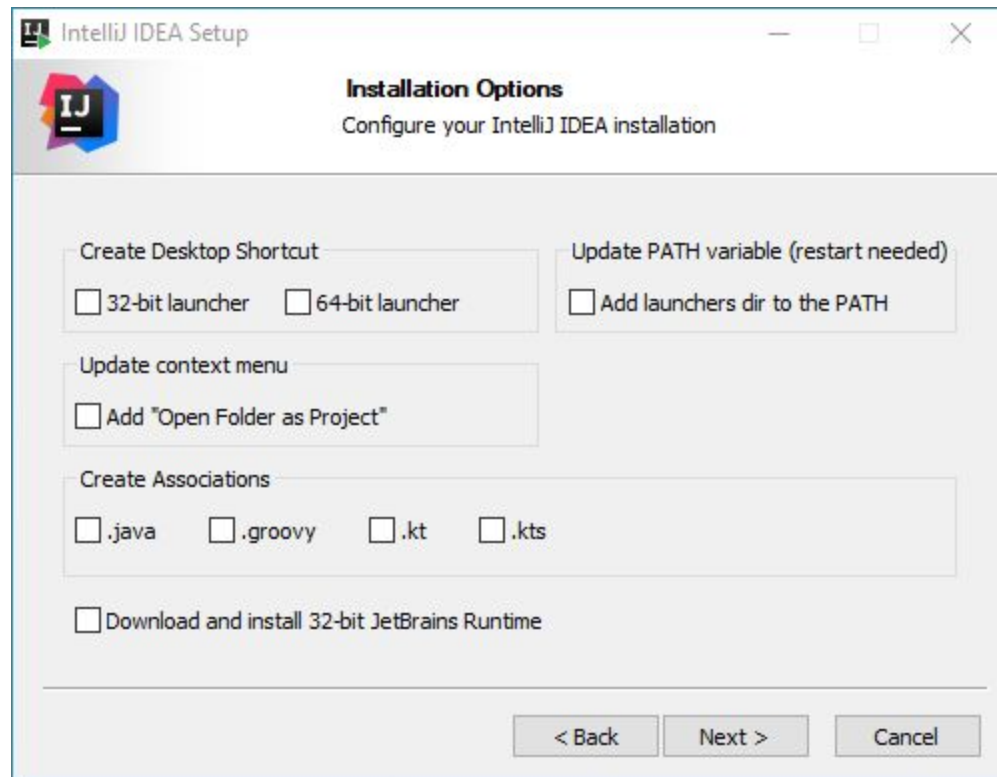 IntelliJ IDEA Setup
IJ
Installation Options
Configure your IntelliJ IDEA installation
Create Desktop Shortcut
Update PATH variable (restart needed)
32-bit launcher
64-bit launcher
Add launchers dir to the PATH
Update context menu
Add "Open Folder as Project"
Create Associations
.java
.groovy
.kt
.kts
Download and install 32-bit JetBrains Runtime
< Back
Next >
Cancel